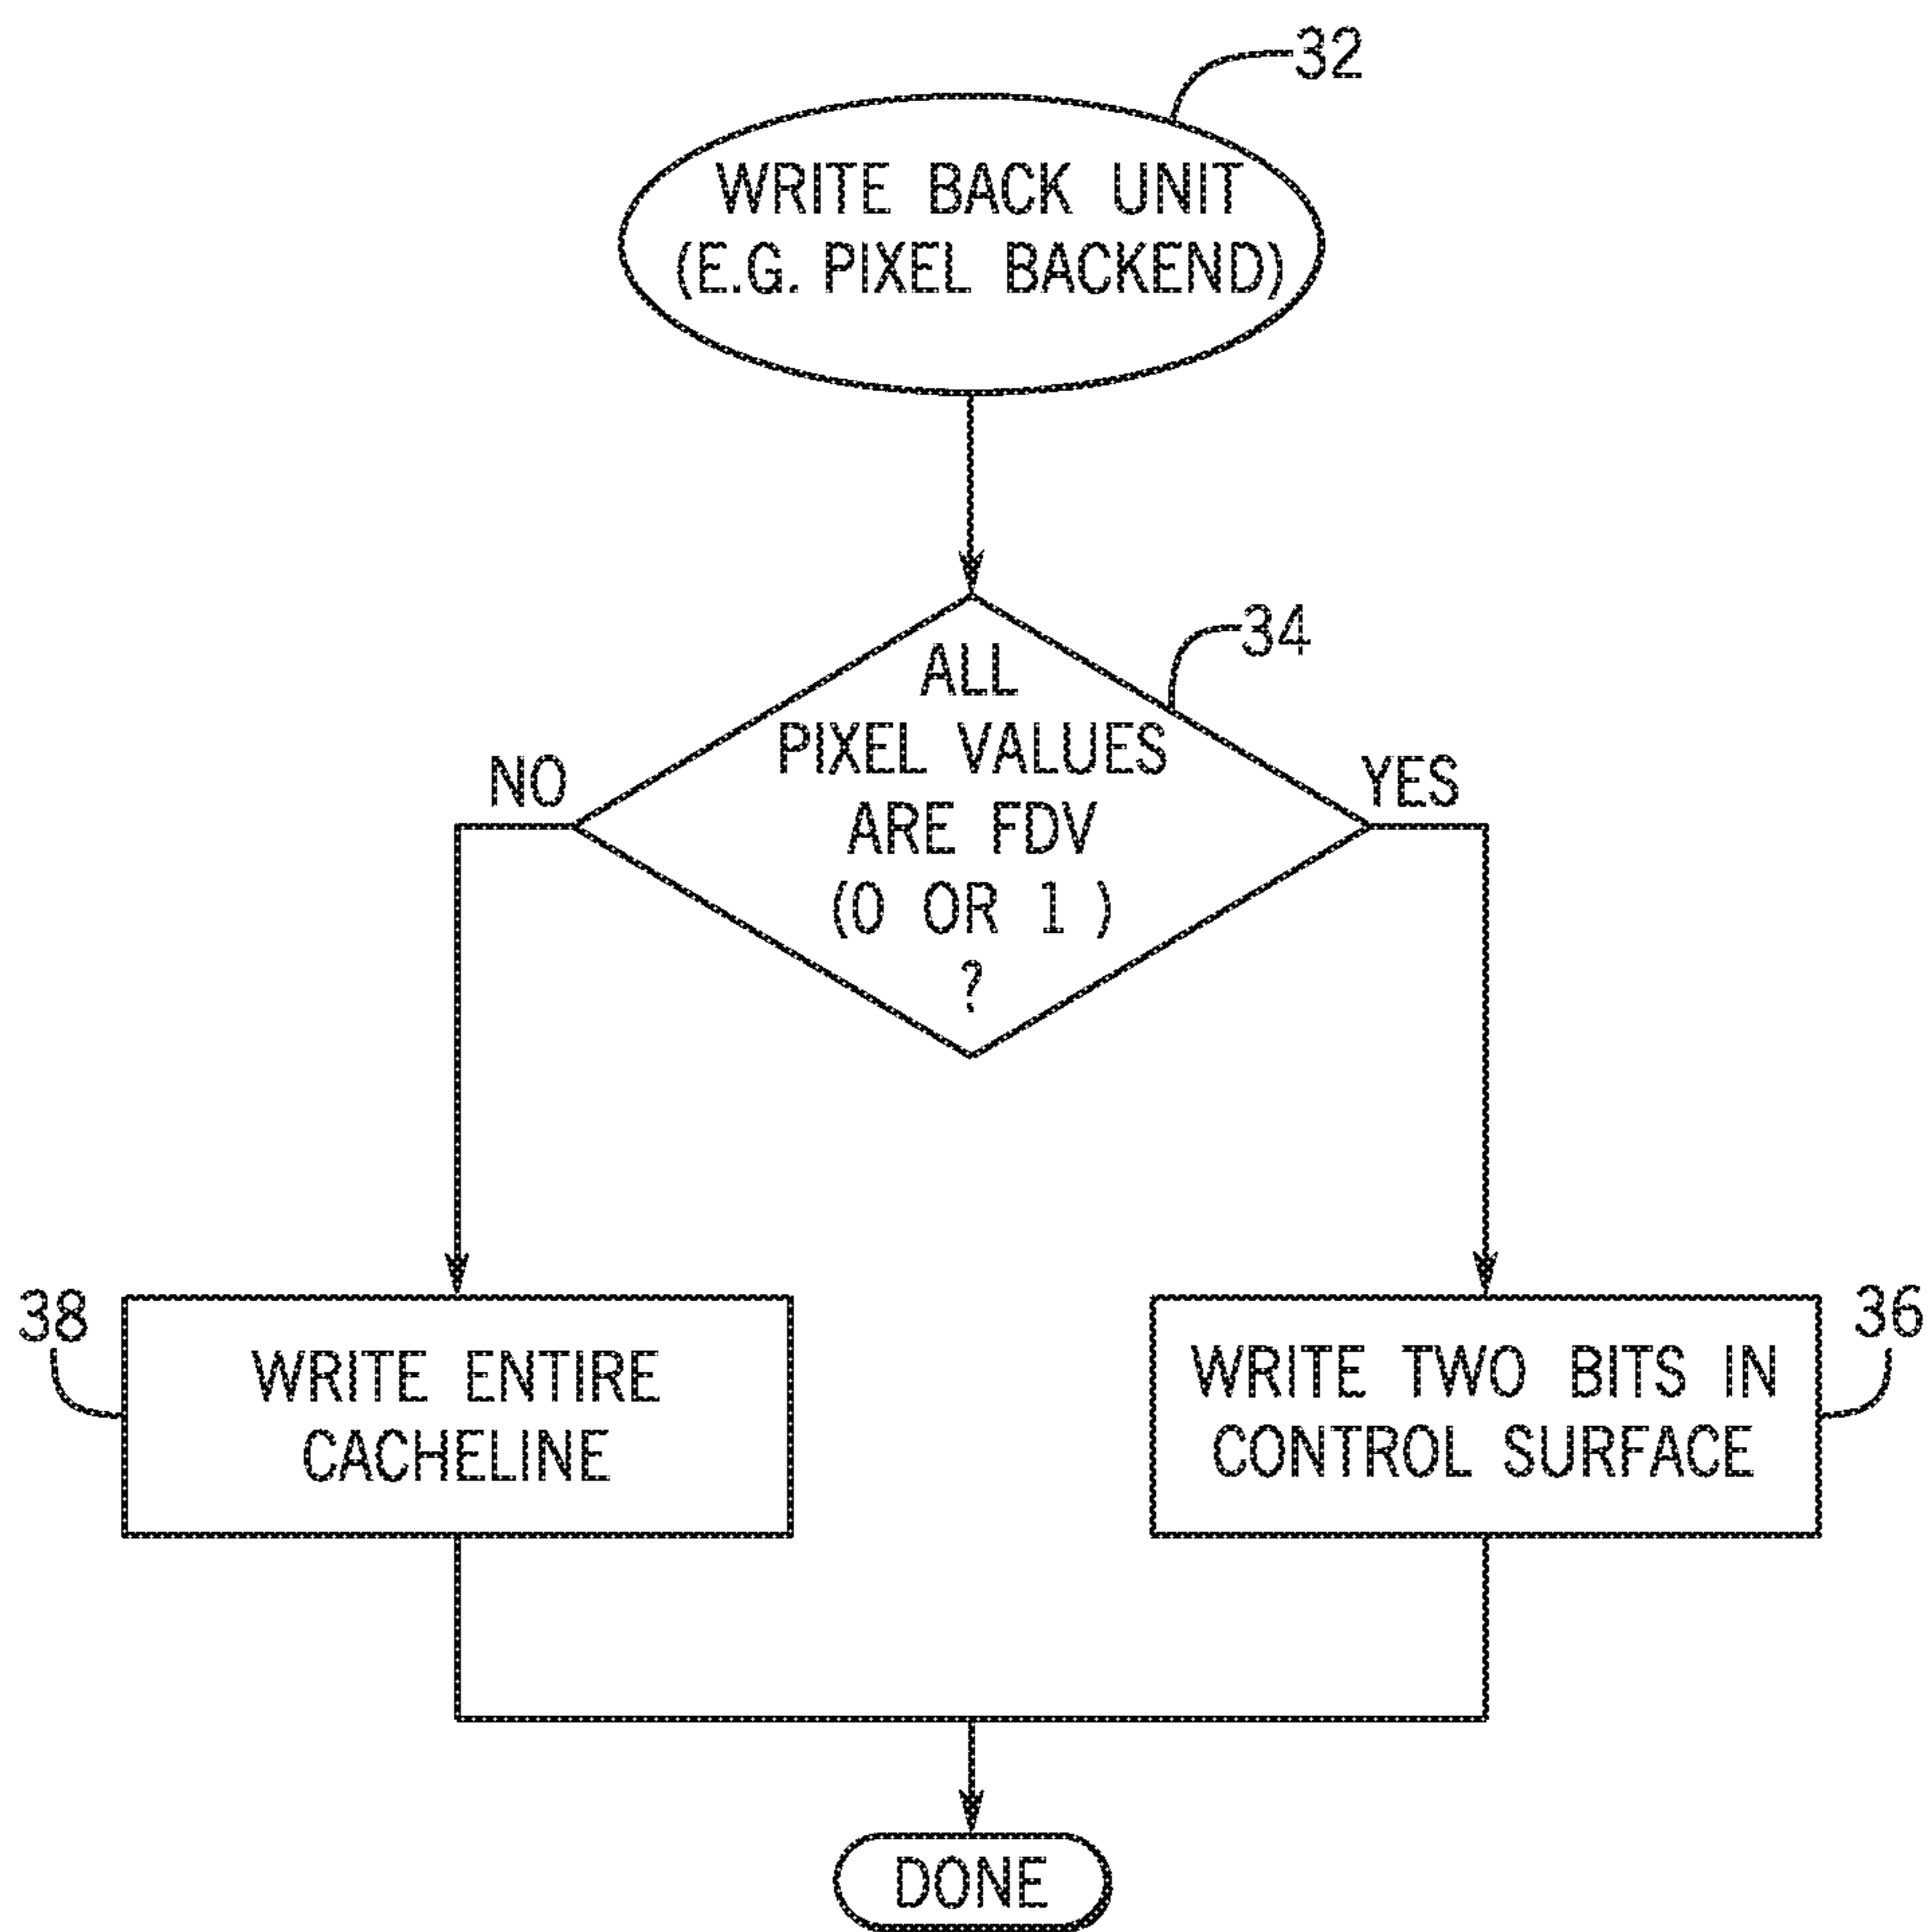 32
WRITE BACK UNIT
(E.G. PIXEL BACKEND)
34
ALL
PIXEL VALUES
ARE FDV
(0 OR 1 )
?
NO
YES
38
WRITE ENTIRE
CACHELINE
36
WRITE TWO BITS IN
CONTROL SURFACE
DONE